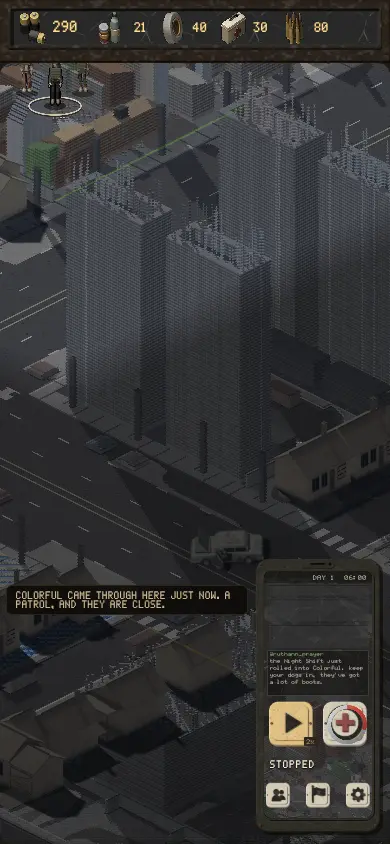 290 21 40 30 80
COLORFUL CAME THROUGH HERE JUST NOW. A
PATROL, AND THEY ARE CLOSE.
DAY 1 06:00
@ruthann_prayer
the Night Shift just
rolled into Colorful. keep
your dogs in, they've got
a lot of boots.
2x
STOPPED